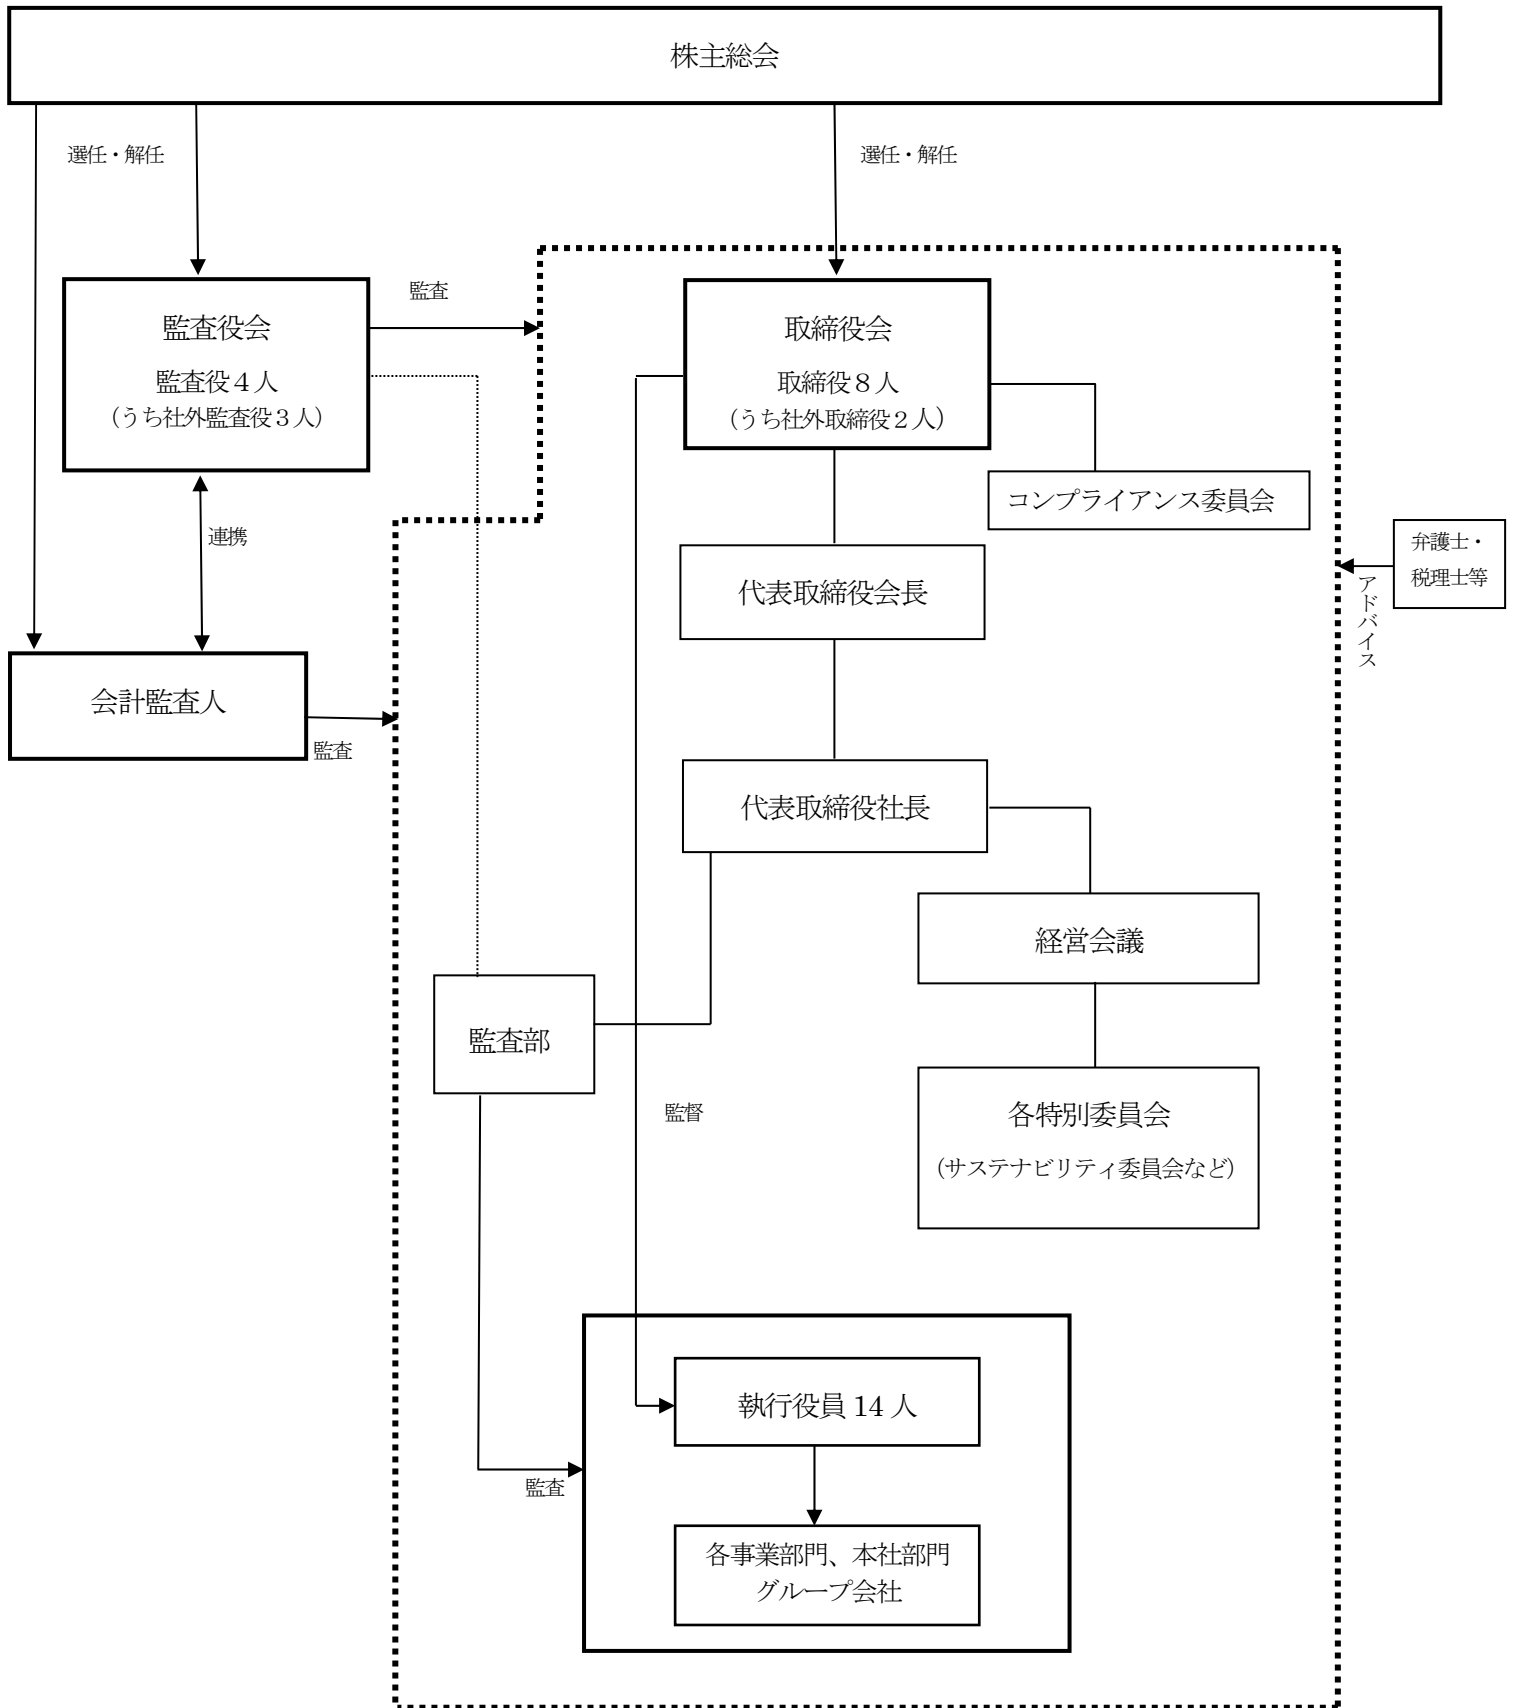 株主総会
選任・解任
選任・解任
監査役会
監査役４人
（うち社外監査役３人）
監査
取締役会
取締役８人
（うち社外取締役２人）
コンプライアンス委員会
弁護士・
税理士等
アドバイス
連携
代表取締役会長
会計監査人
監査
代表取締役社長
経営会議
監査部
各特別委員会
（サステナビリティ委員会など）
監督
執行役員 14 人
監査
各事業部門、本社部門
グループ会社